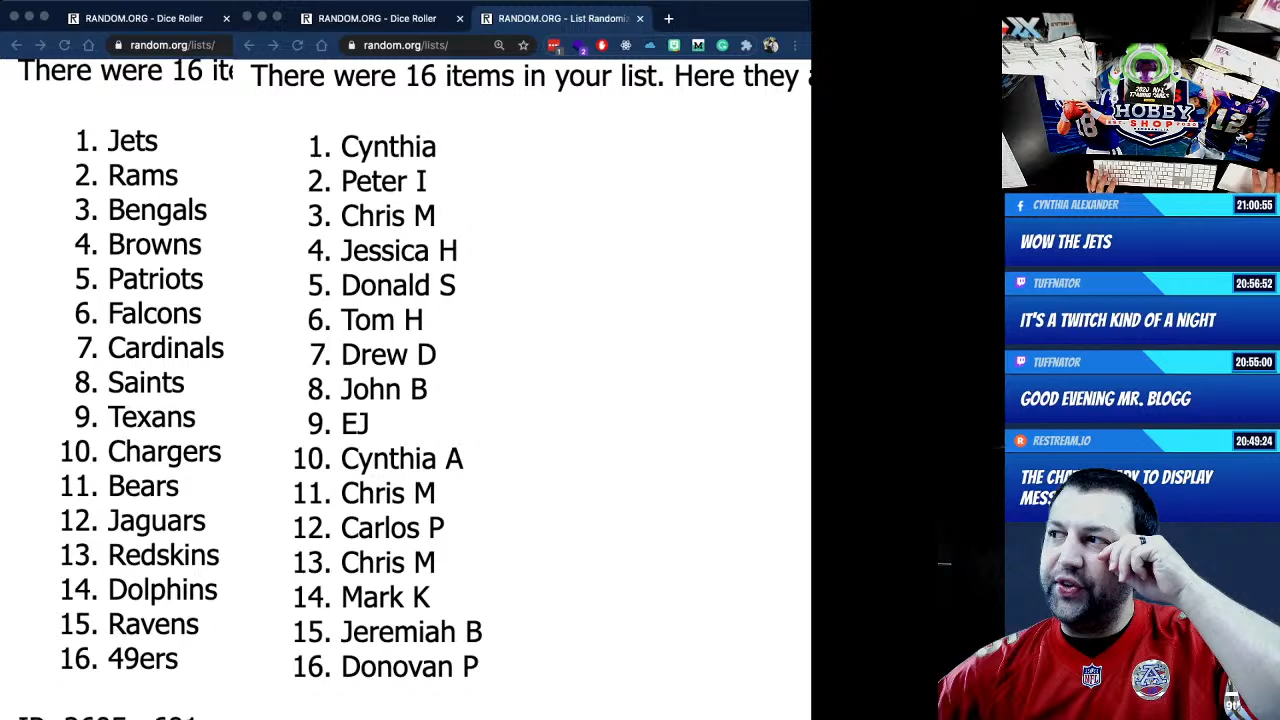 RANDOM.ORG - Dice Roller
RANDOM.ORG - Dice Roller
RANDOM.ORG - List Randomiz
random.org/lists/
random.org/lists/
There were 16 ite
There were 16 items in your list. Here they a
1. Jets
2. Rams
3. Bengals
4. Browns
5. Patriots
6. Falcons
7. Cardinals
8. Saints
9. Texans
10. Chargers
11. Bears
12. Jaguars
13. Redskins
14. Dolphins
15. Ravens
16. 49ers
1. Cynthia
2. Peter I
3. Chris M
4. Jessica H
5. Donald S
6. Tom H
7. Drew D
8. John B
9. EJ
10. Cynthia A
11. Chris M
12. Carlos P
13. Chris M
14. Mark K
15. Jeremiah B
16. Donovan P
HOBBY
SHOP
CYNTHIA ALEXANDER 21:00:55
WOW THE JETS
TUFFNATOR 20:56:52
IT'S A TWITCH KIND OF A NIGHT
TUFFNATOR 20:55:00
GOOD EVENING MR. BLOGG
RESTREAM.IO 20:49:24
THE CHAT TO DISPLAY
NFL